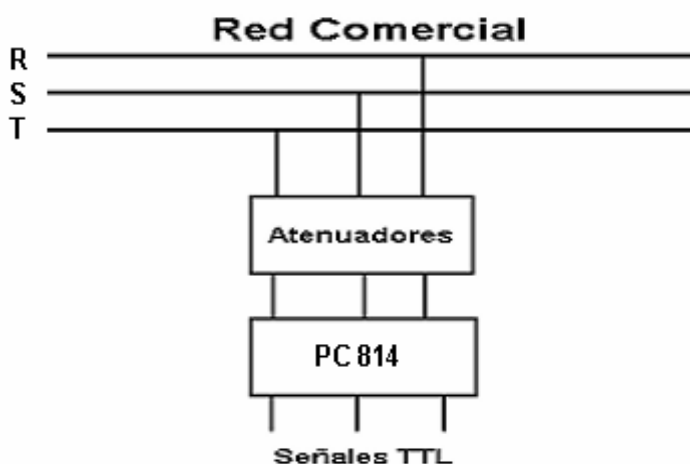 Red Comercial
R
S
T
Atenuadores
PC 814
Señales TTL